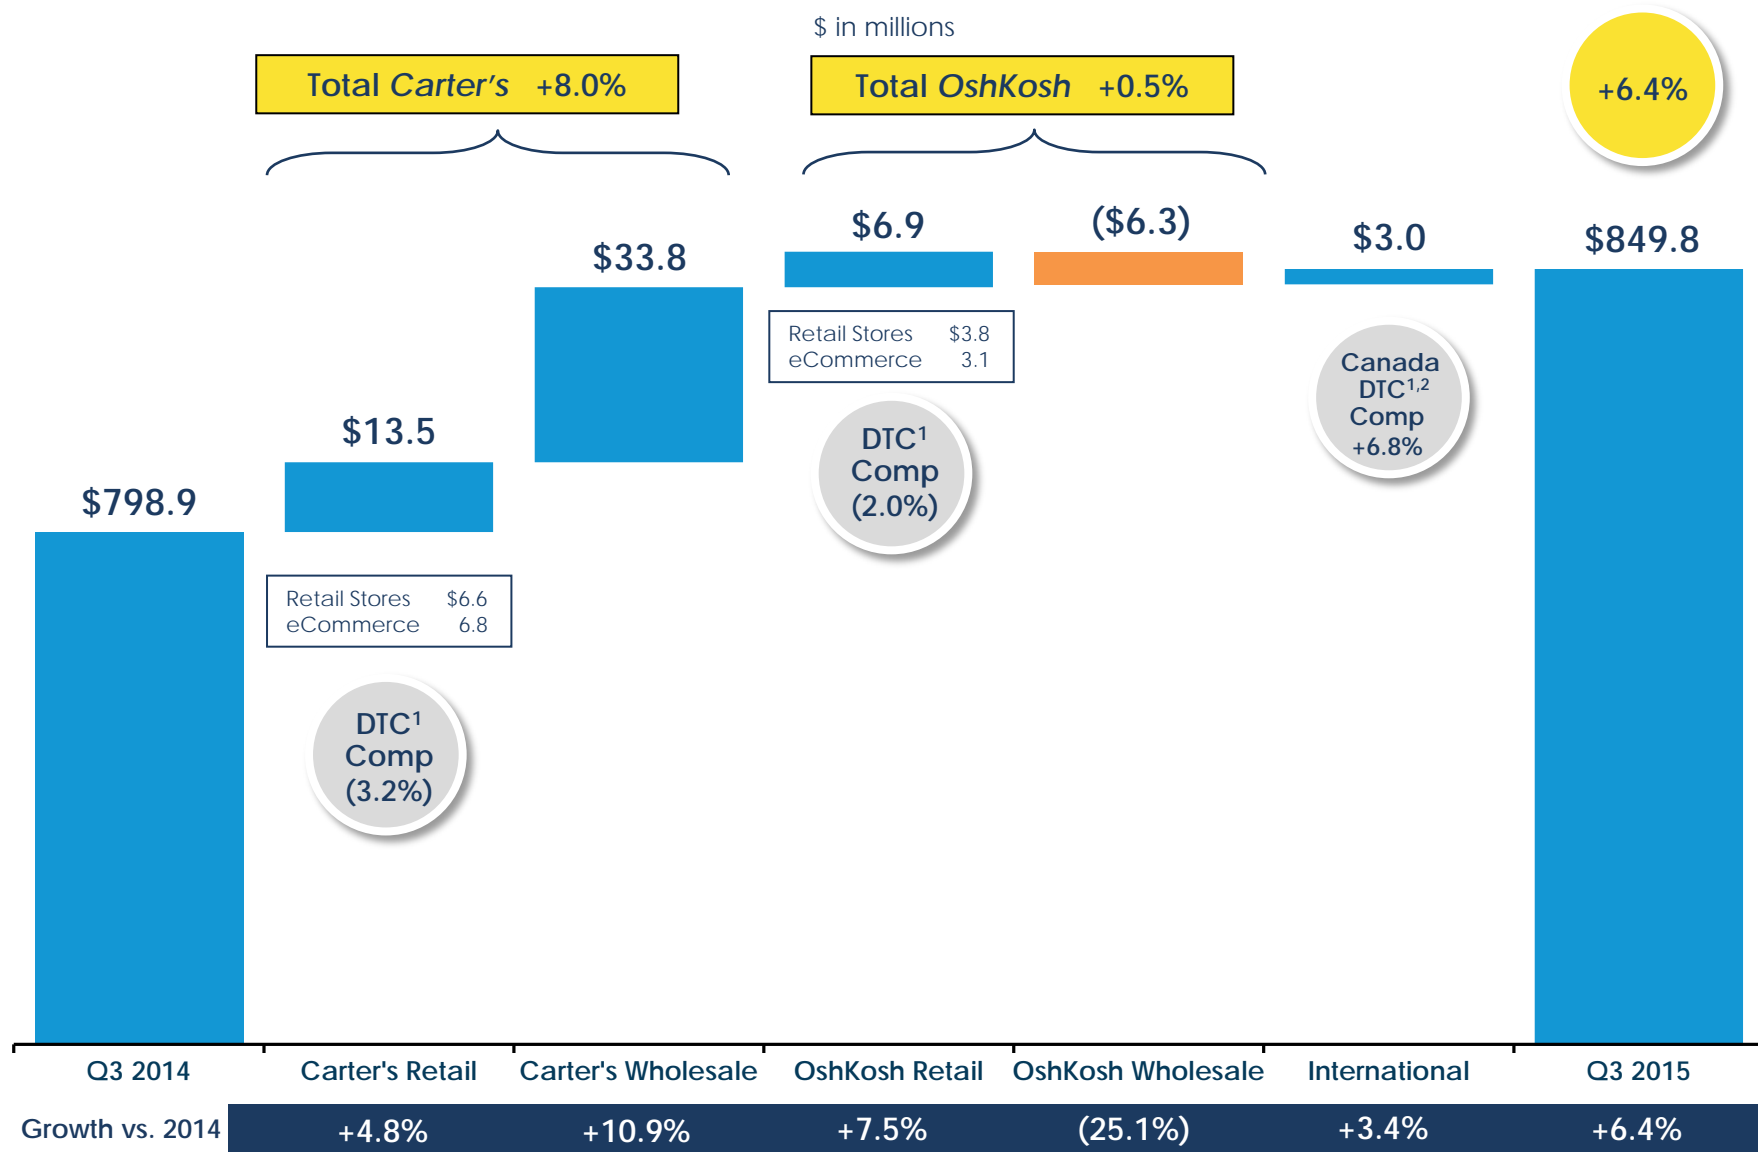 $ in millions
Total Carter's +8.0%
Total OshKosh +0.5%
+6.4%
$798.9
$13.5
$33.8
$6.9
($6.3)
$3.0
$849.8
Retail Stores $6.6
eCommerce 6.8
DTC¹
Comp
(3.2%)
Retail Stores $3.8
eCommerce 3.1
DTC¹
Comp
(2.0%)
Canada
DTC¹,²
Comp
+6.8%
Q3 2014 Carter's Retail Carter's Wholesale OshKosh Retail OshKosh Wholesale International Q3 2015
Growth vs. 2014 +4.8% +10.9% +7.5% (25.1%) +3.4% +6.4%